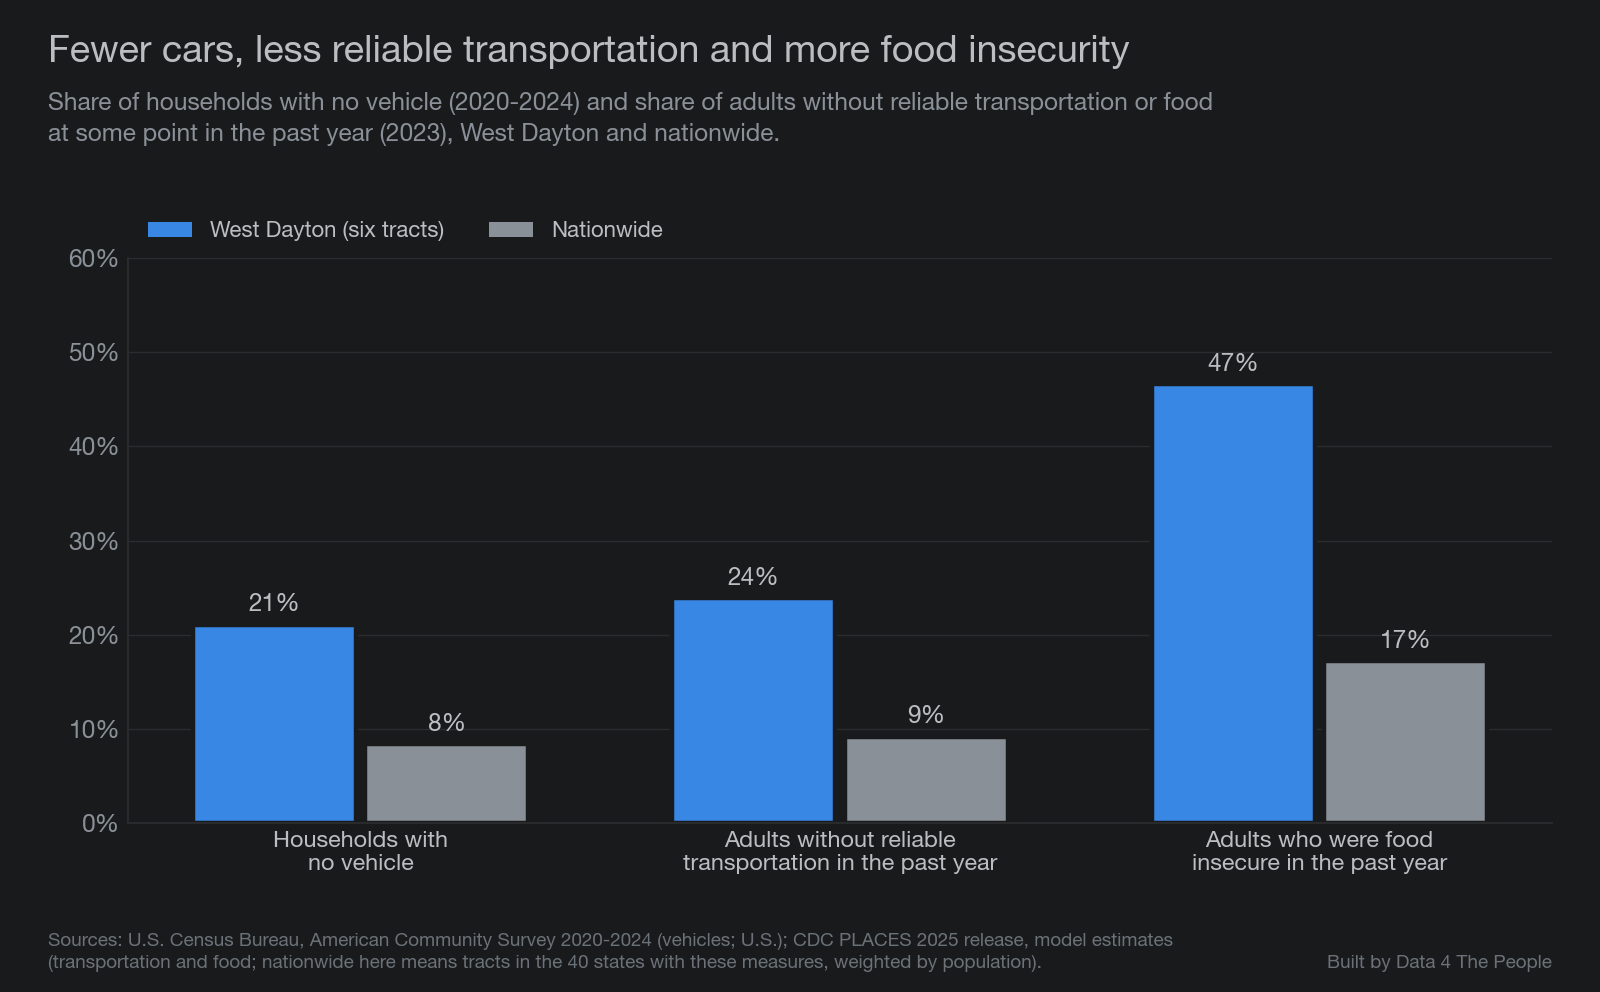 Fewer cars, less reliable transportation and more food insecurity
Share of households with no vehicle (2020-2024) and share of adults without reliable transportation or food
at some point in the past year (2023), West Dayton and nationwide.
West Dayton (six tracts)
Nationwide
60%
50%
40%
30%
20%
10%
0%
21%
8%
24%
9%
47%
17%
Households with
no vehicle
Adults without reliable
transportation in the past year
Adults who were food
insecure in the past year
Sources: U.S. Census Bureau, American Community Survey 2020-2024 (vehicles; U.S.); CDC PLACES 2025 release, model estimates
(transportation and food; nationwide here means tracts in the 40 states with these measures, weighted by population).
Built by Data 4 The People